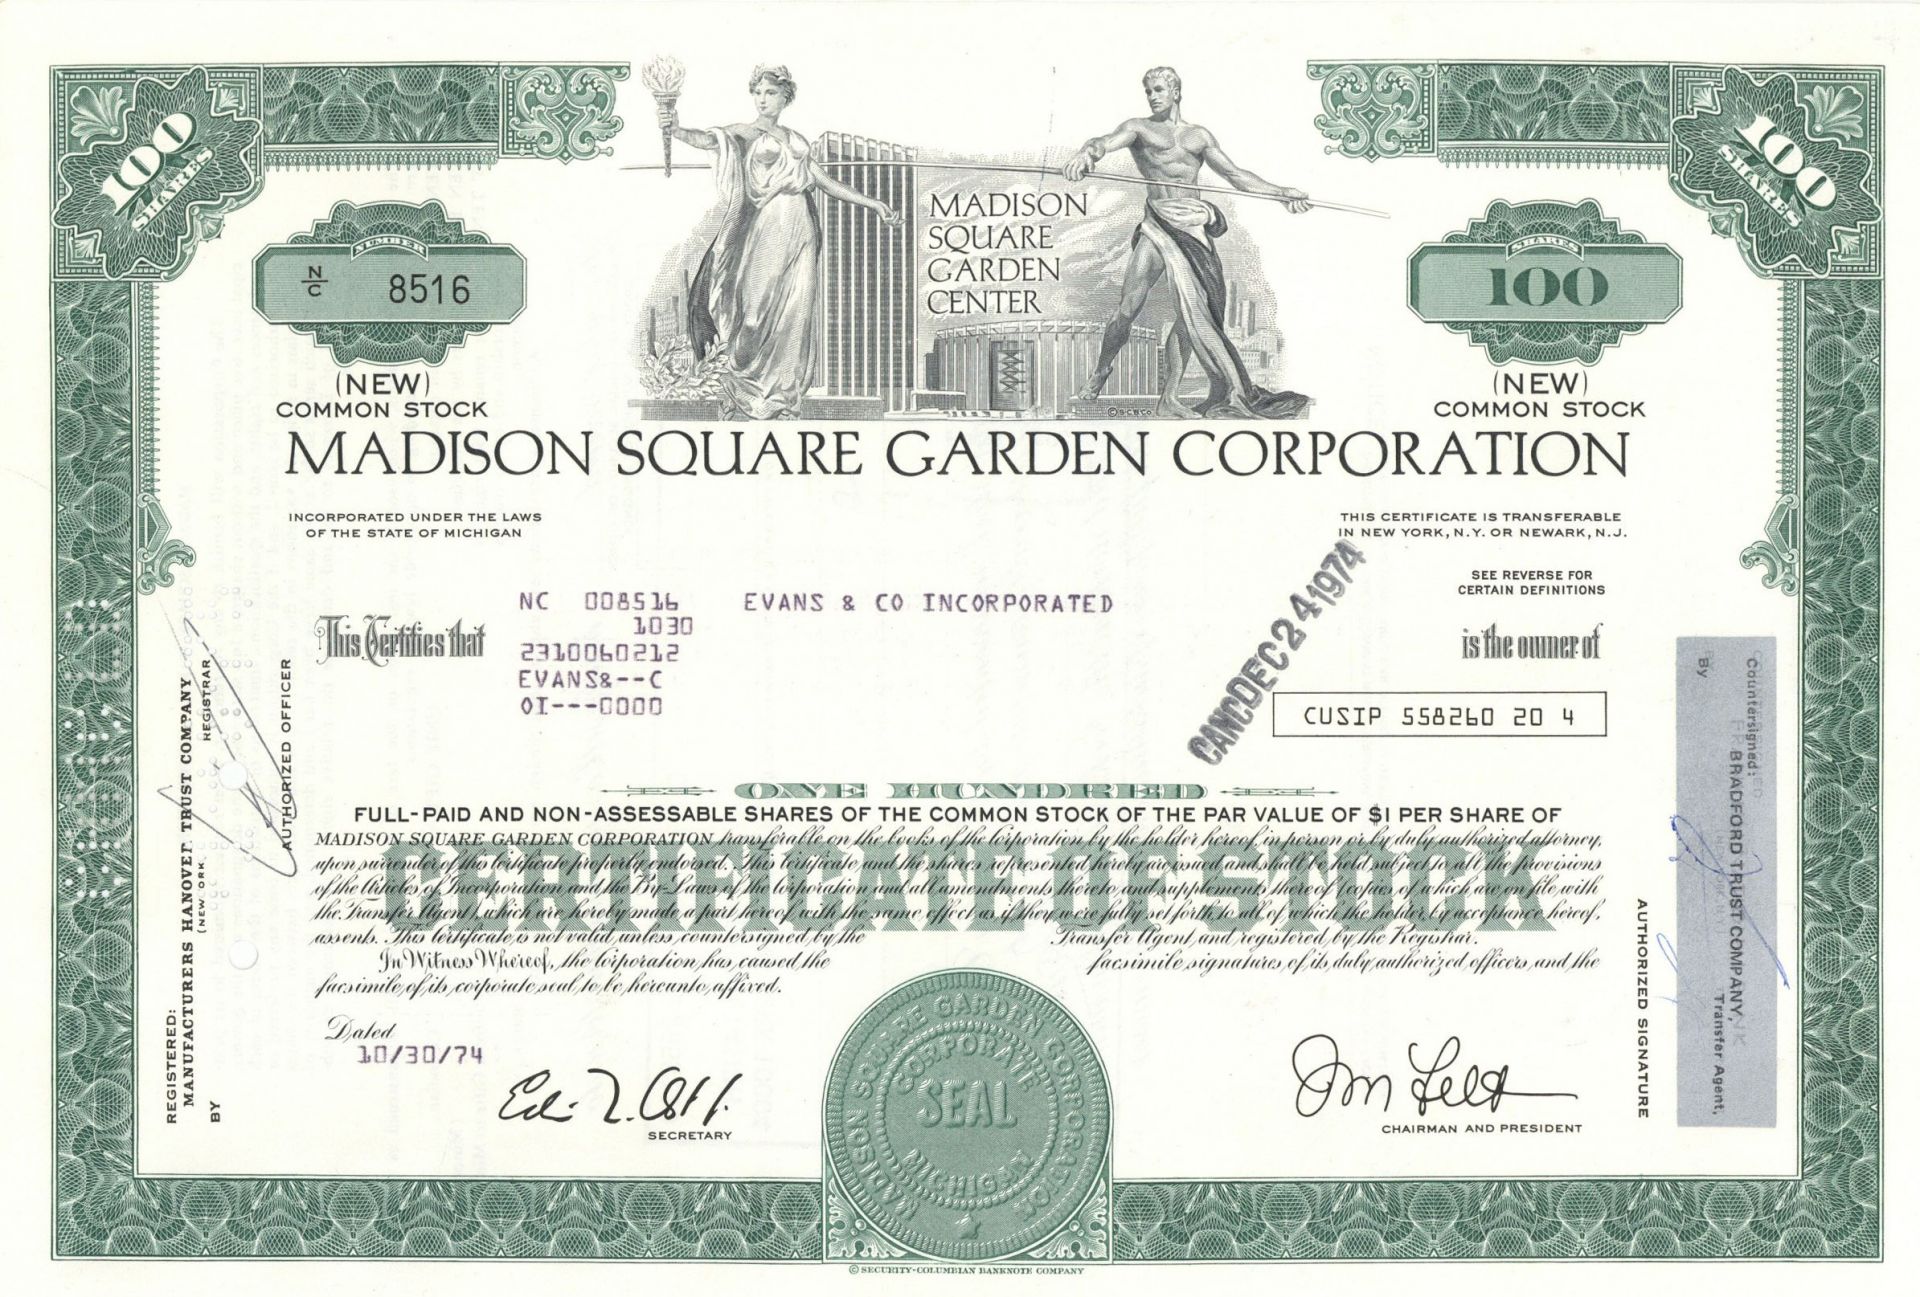 100 SHARES
100 SHARES
NUMBER
N/C 8516
SHARES
100
MADISON
SQUARE
GARDEN
CENTER
© SCBCO
(NEW)
COMMON STOCK
(NEW)
COMMON STOCK
MADISON SQUARE GARDEN CORPORATION
INCORPORATED UNDER THE LAWS
OF THE STATE OF MICHIGAN
THIS CERTIFICATE IS TRANSFERABLE
IN NEW YORK, N.Y. OR NEWARK, N.J.
SEE REVERSE FOR
CERTAIN DEFINITIONS
This Certifies that
NC 008516 EVANS & CO INCORPORATED
1030
2310060212
EVANS&--C
OI---0000
CANC DEC 24 1974
is the owner of
CUSIP 558260 20 4
ONE HUNDRED
FULL-PAID AND NON-ASSESSABLE SHARES OF THE COMMON STOCK OF THE PAR VALUE OF $1 PER SHARE OF
CERTIFICATE OF STOCK
MADISON SQUARE GARDEN CORPORATION transferable on the books of the Corporation by the holder hereof, in person or by duly authorized attorney,
upon surrender of this Certificate properly endorsed. This Certificate and the shares represented hereby are issued and shall be held subject to all the provisions
of the Articles of Incorporation and the By-Laws of the Corporation and all amendments thereto and supplements thereof (copies of which are on file with
the Transfer Agent), which are hereby made a part hereof with the same effect as if they were fully set forth, to all of which the holder, by acceptance hereof,
assents. This Certificate is not valid unless countersigned by the Transfer Agent and registered by the Registrar.
In Witness Whereof, the Corporation has caused the facsimile signatures of its duly authorized officers, and the
facsimile of its corporate seal to be hereunto affixed.
Dated
10/30/74
SECRETARY
MADISON SQUARE GARDEN CORPORATION
CORPORATE
SEAL
MICHIGAN
CHAIRMAN AND PRESIDENT
REGISTERED:
MANUFACTURERS HANOVER TRUST COMPANY
(NEW YORK)
REGISTRAR
BY
AUTHORIZED OFFICER
Countersigned:
BRADFORD TRUST COMPANY,
Transfer Agent,
By
AUTHORIZED SIGNATURE
© SECURITY-COLUMBIAN BANKNOTE COMPANY